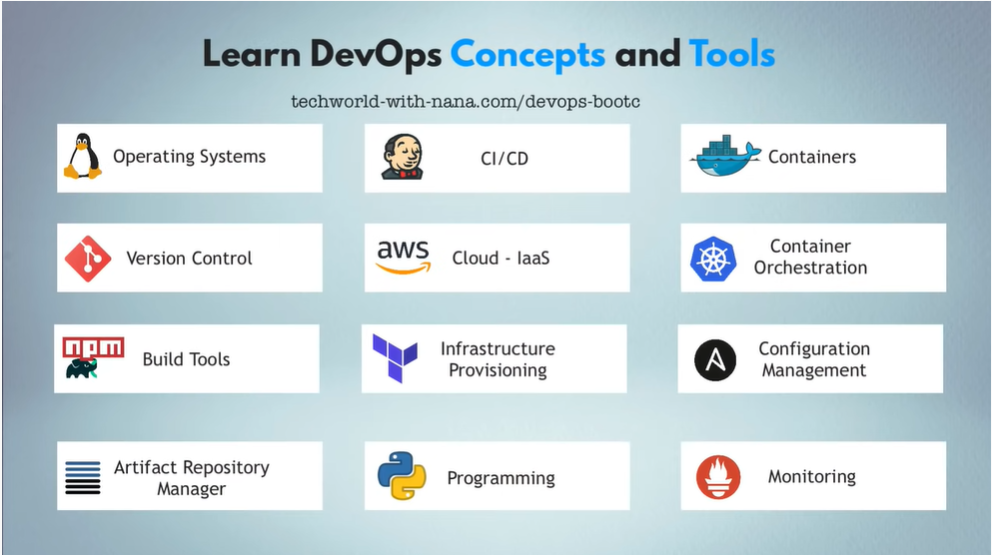 Learn DevOps Concepts and Tools
techworld-with-nana.com/devops-bootc
Operating Systems
CI/CD
Containers
Version Control
aws
Cloud - IaaS
Container
Orchestration
npm
Build Tools
Infrastructure
Provisioning
Configuration
Management
Artifact Repository
Manager
Programming
Monitoring